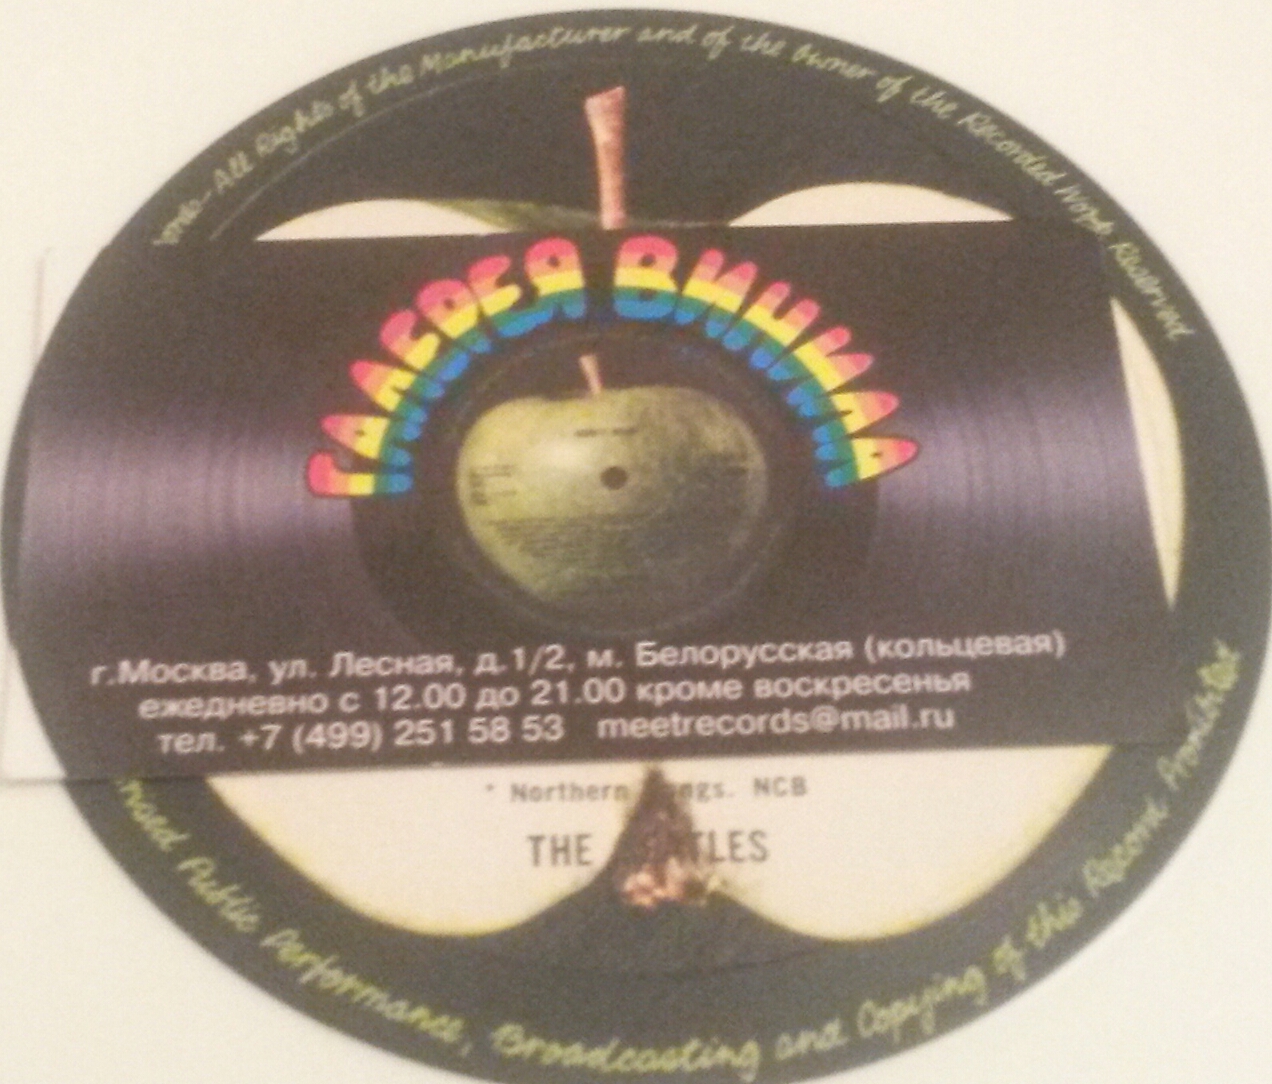 All Rights of the Manufacturer and of the Owner of the Recorded Work Reserved
ГАЛЕРЕЯ ВИНИЛА
г.Москва, ул. Лесная, д.1/2, м. Белорусская (кольцевая)
ежедневно с 12.00 до 21.00 кроме воскресенья
тел. +7 (499) 251 58 53 meetrecords@mail.ru
* Northern Songs. NCB
THE BEATLES
Public Performance, Broadcasting and Copying of this Record Prohibited